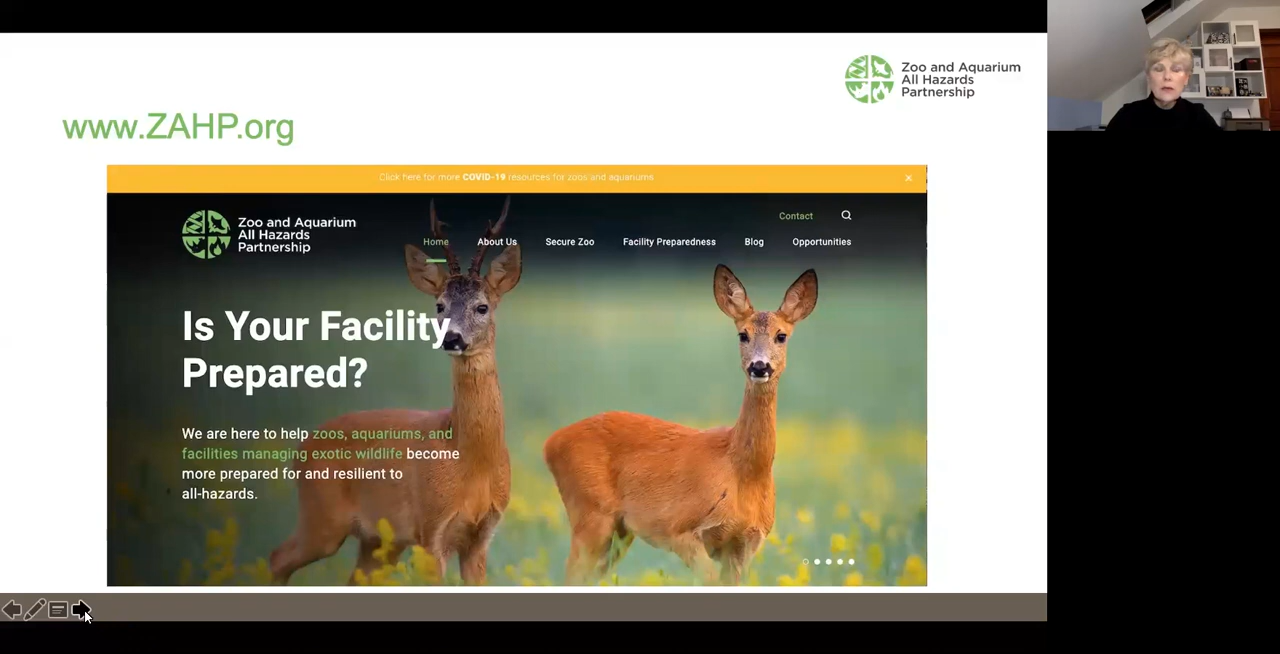 Zoo and Aquarium
All Hazards
Partnership
www.ZAHP.org
Click here for more COVID-19 resources for zoos and aquariums
Zoo and Aquarium
All Hazards
Partnership
Contact
Home About Us Secure Zoo Facility Preparedness Blog Opportunities
Is Your Facility
Prepared?
We are here to help zoos, aquariums, and
facilities managing exotic wildlife become
more prepared for and resilient to
all-hazards.